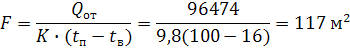 F = Qот / (K · (tп − tв)) = 96474 / (9,8(100 − 16)) = 117 м²